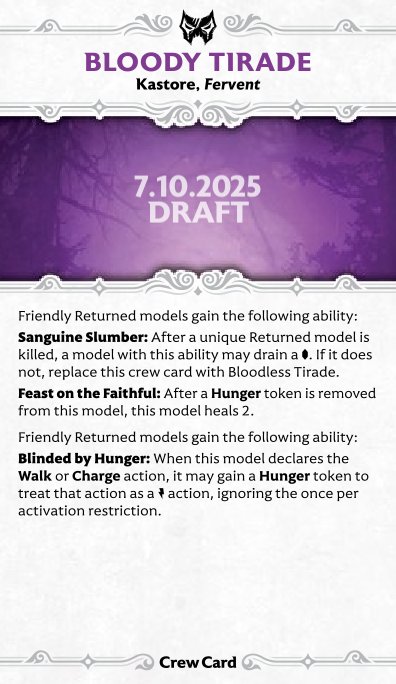 BLOODY TIRADE
Kastore, Fervent
7.10.2025
DRAFT
Friendly Returned models gain the following ability:
Sanguine Slumber: After a unique Returned model is
killed, a model with this ability may drain a . If it does
not, replace this crew card with Bloodless Tirade.
Feast on the Faithful: After a Hunger token is removed
from this model, this model heals 2.
Friendly Returned models gain the following ability:
Blinded by Hunger: When this model declares the
Walk or Charge action, it may gain a Hunger token to
treat that action as a action, ignoring the once per
activation restriction.
Crew Card